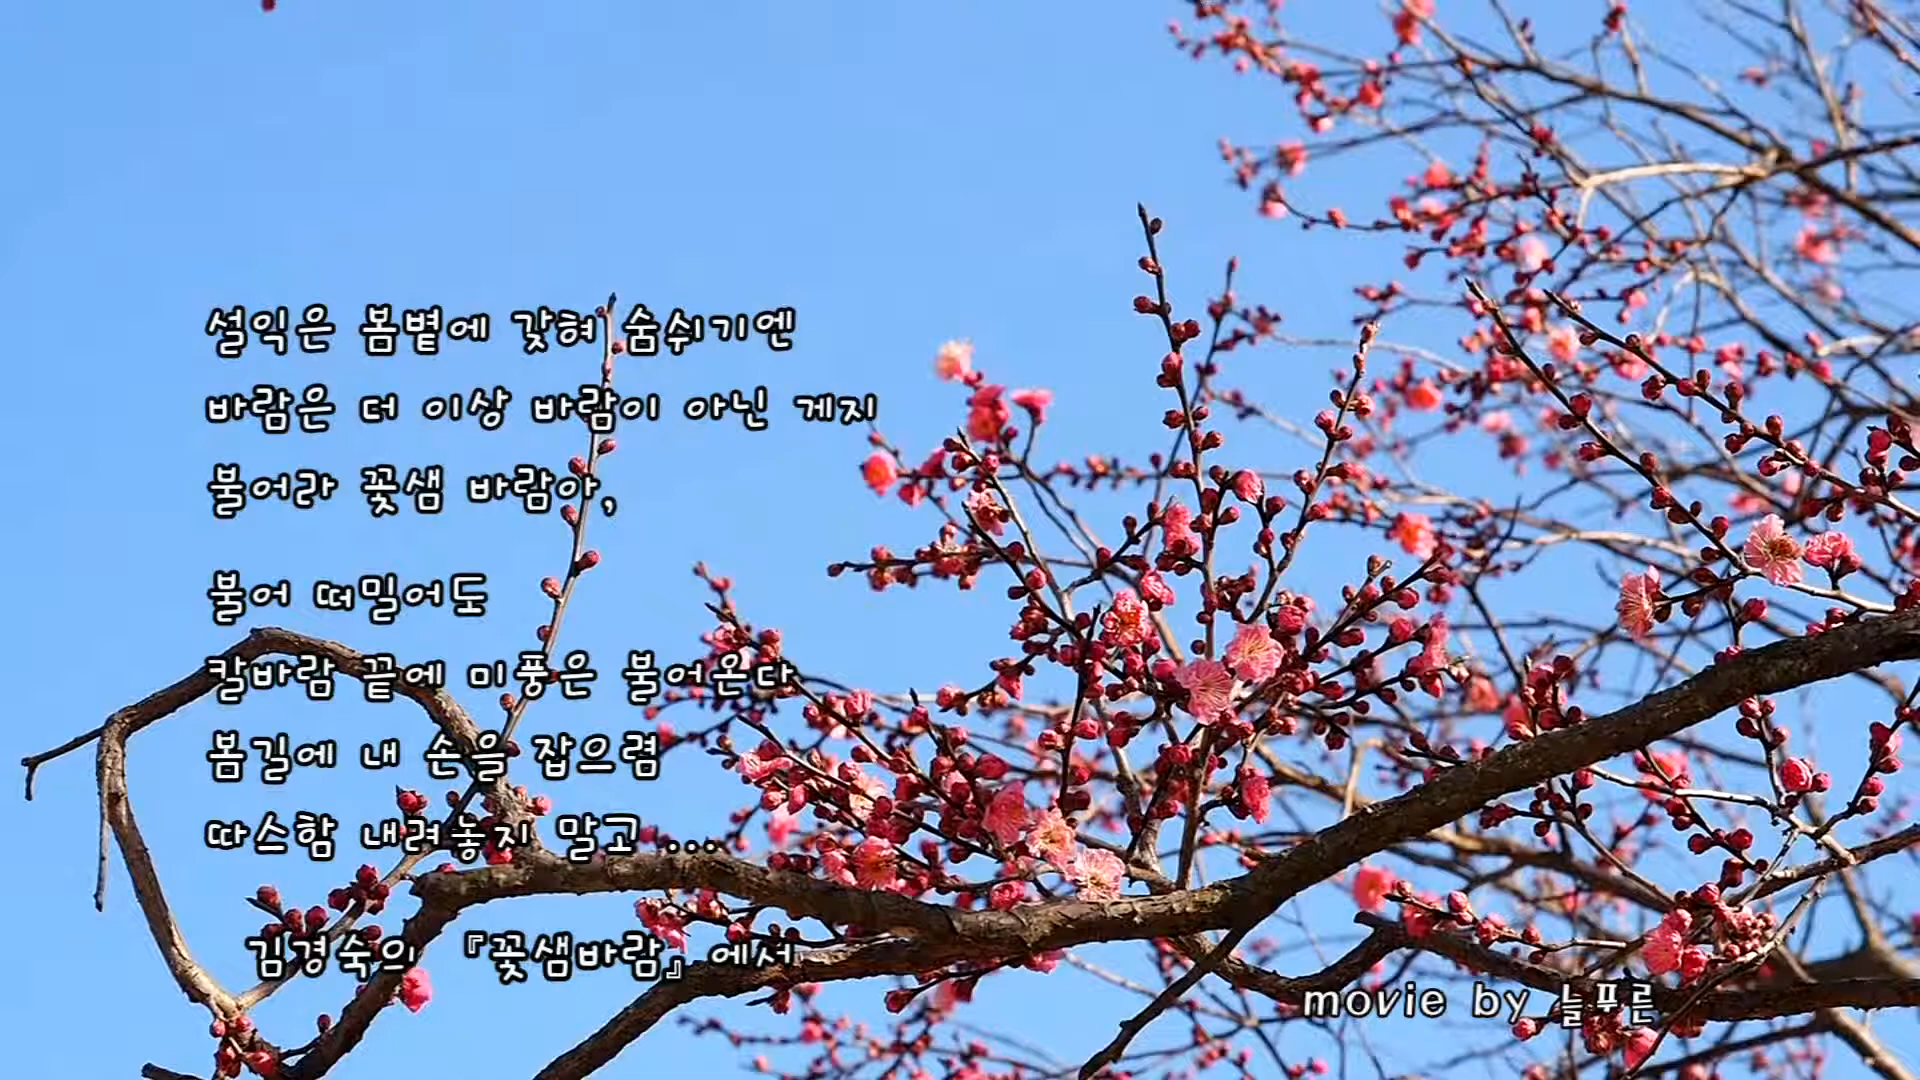 설익은 봄볕에 갖혀 숨쉬기엔
바람은 더 이상 바람이 아닌 게지
불어라 꽃샘 바람아,
불어 떠밀어도
칼바람 끝에 미풍은 불어온다
봄길에 내 손을 잡으렴
따스함 내려놓지 말고 ...
김경숙의 『꽃샘바람』에서
movie by 늘푸른